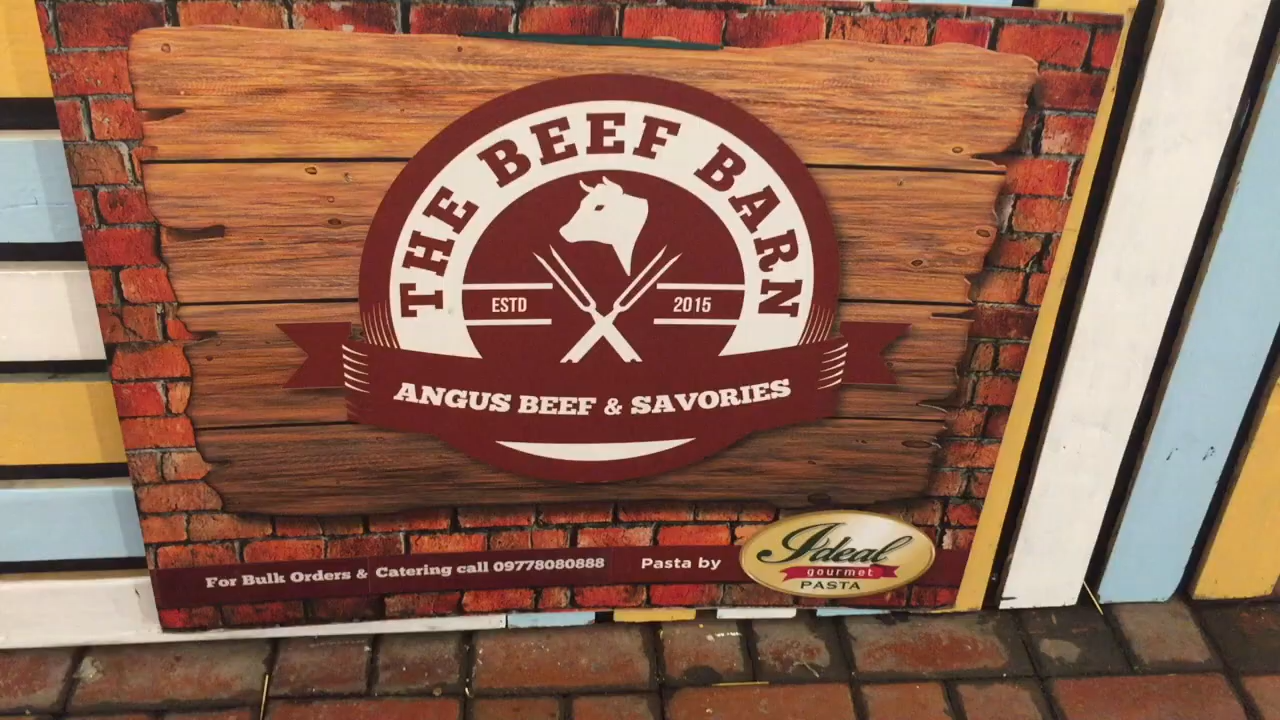 THE BEEF BARN
ESTD 2015
ANGUS BEEF & SAVORIES
For Bulk Orders & Catering call 09778080888
Pasta by
Ideal
gourmet
PASTA